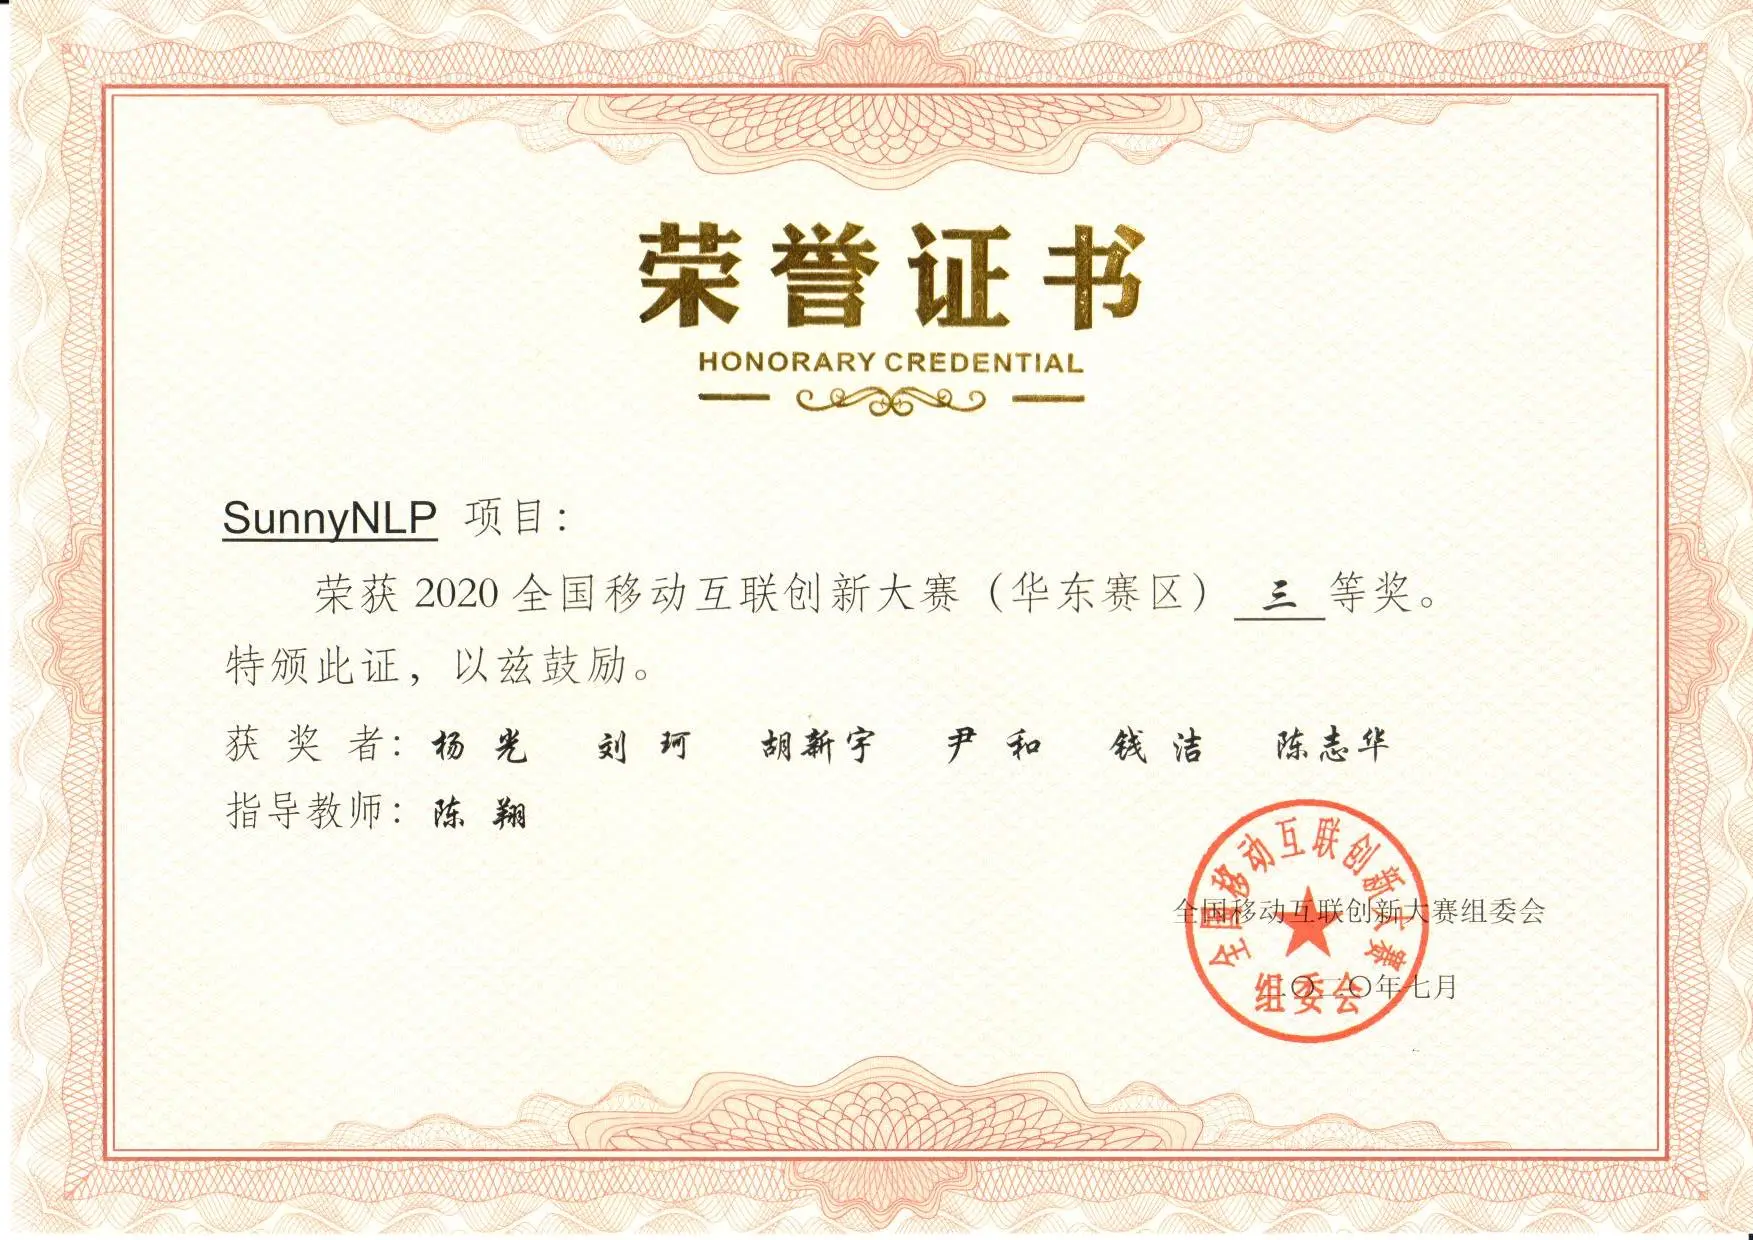 荣誉证书
HONORARY CREDENTIAL
SunnyNLP 项目：
荣获 2020 全国移动互联创新大赛（华东赛区） 三 等奖。
特颁此证，以兹鼓励。
获奖者：杨光 刘珂 胡新宇 尹和 钱洁 陈志华
指导教师：陈翔
全国移动互联创新大赛组委会
二〇二〇年七月
全国移动互联创新大赛
组委会